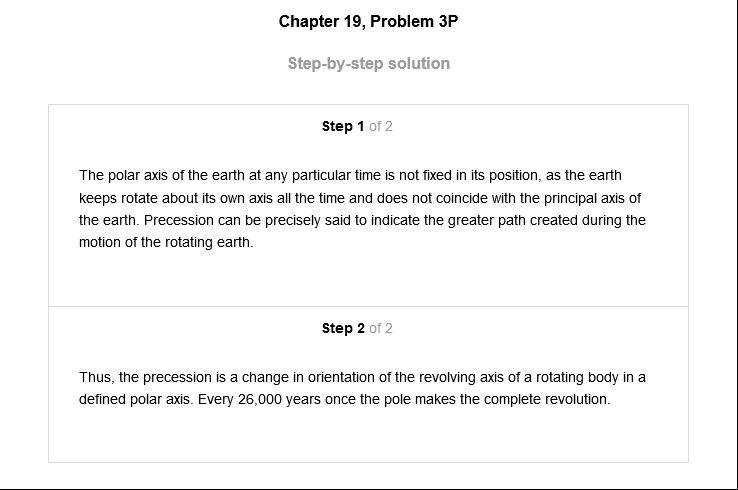 Chapter 19, Problem 3P
Step-by-step solution
Step 1 of 2
The polar axis of the earth at any particular time is not fixed in its position, as the earth
keeps rotate about its own axis all the time and does not coincide with the principal axis of
the earth. Precession can be precisely said to indicate the greater path created during the
motion of the rotating earth.
Step 2 of 2
Thus, the precession is a change in orientation of the revolving axis of a rotating body in a
defined polar axis. Every 26,000 years once the pole makes the complete revolution.